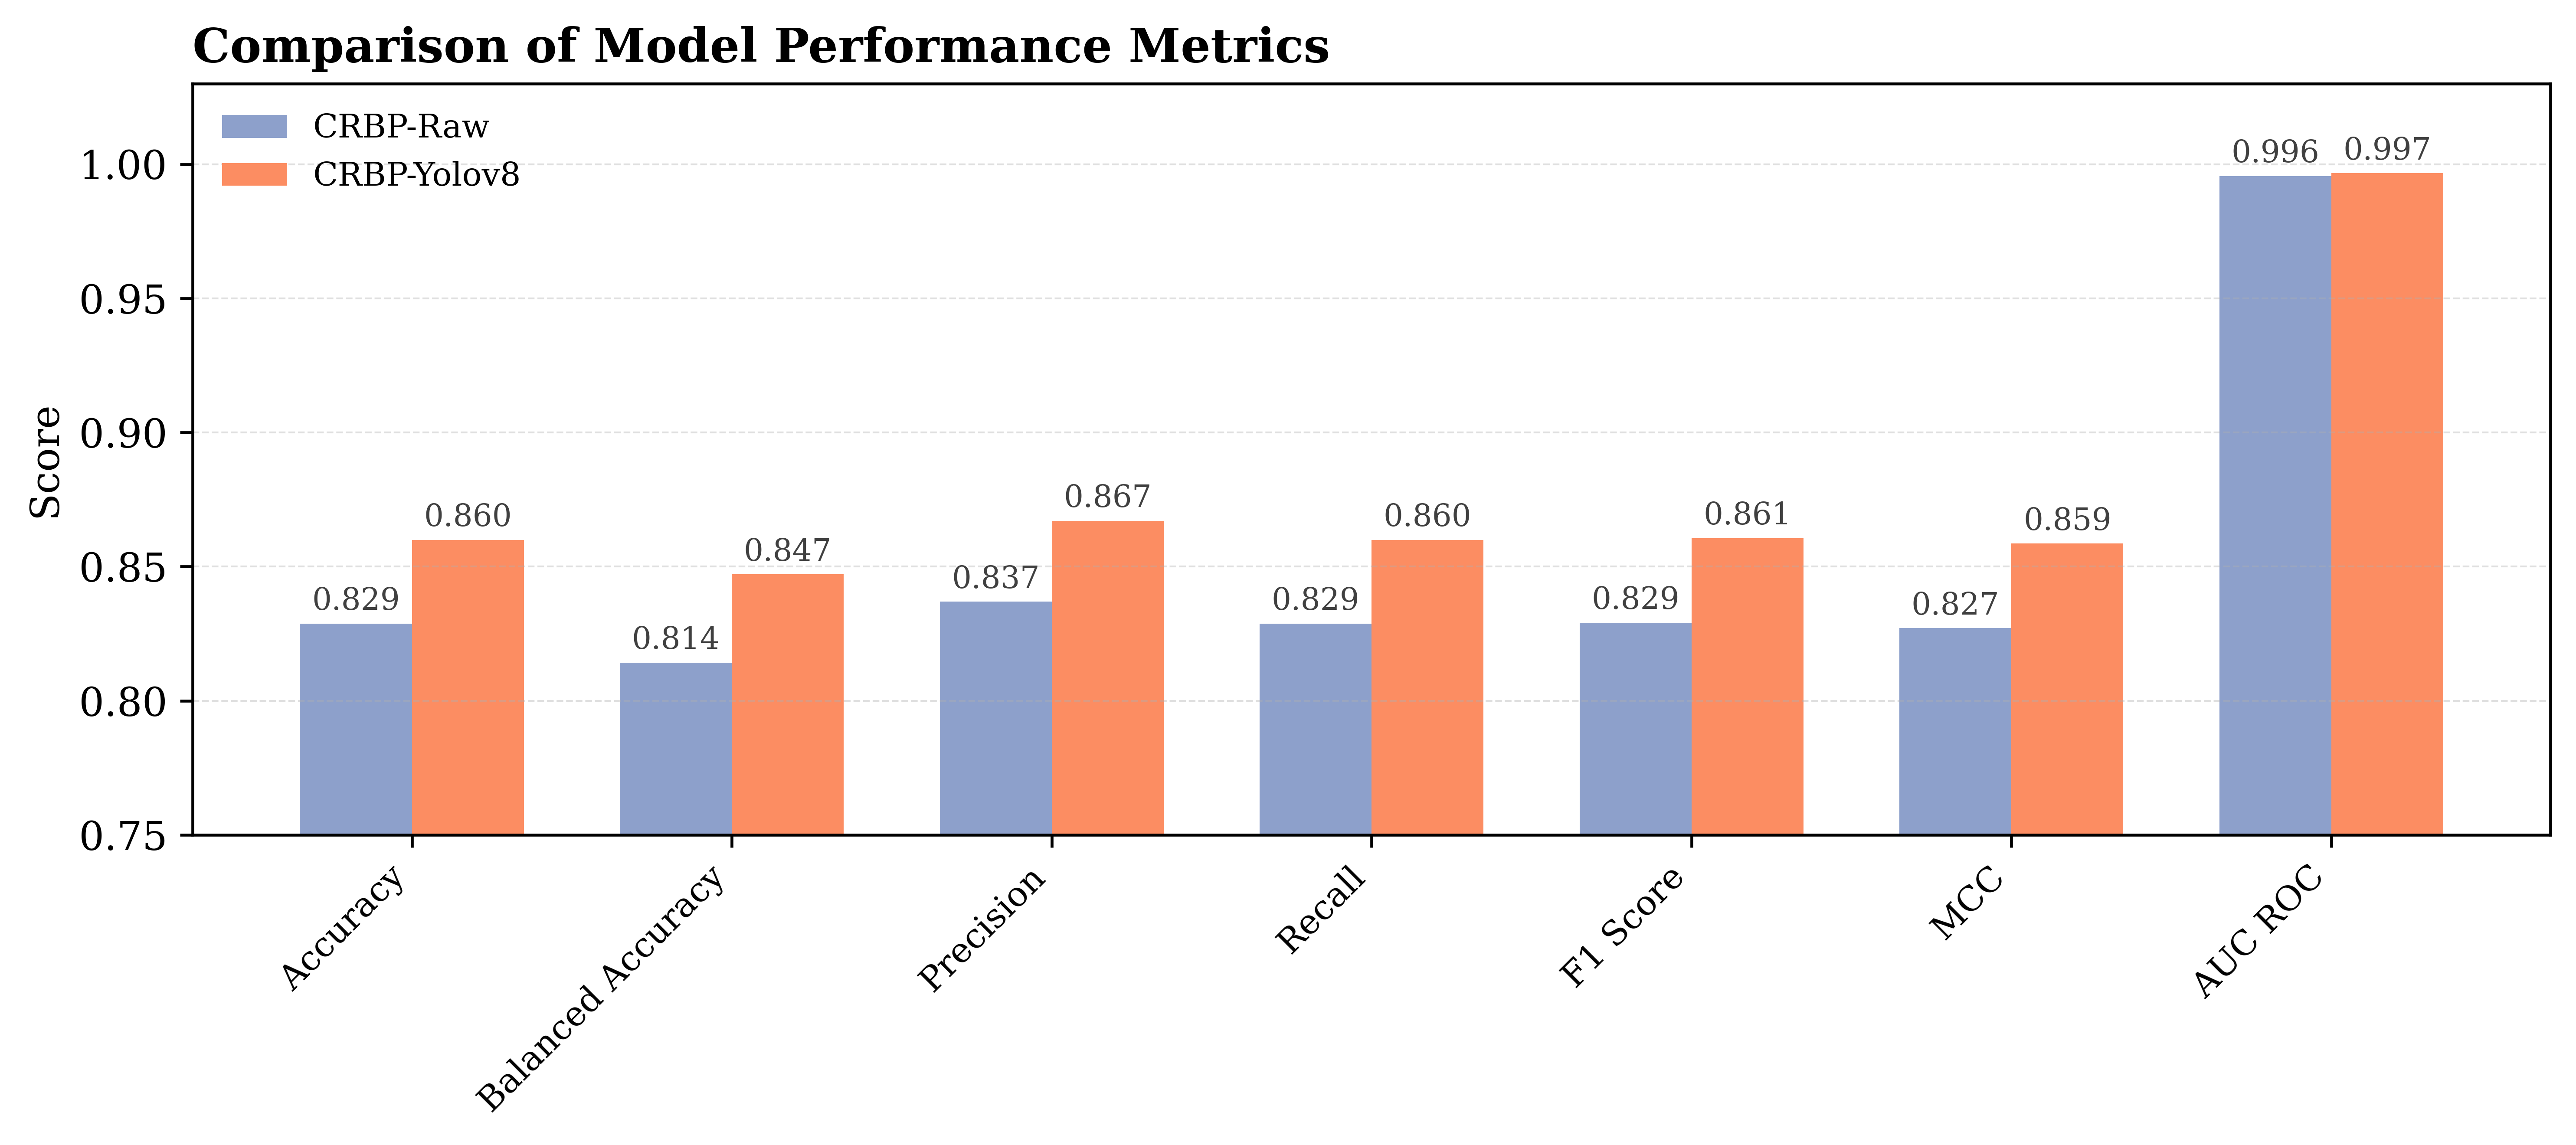 Comparison of Model Performance Metrics
CRBP-Raw
CRBP-Yolov8
Score
1.00
0.95
0.90
0.85
0.80
0.75
0.829
0.860
0.814
0.847
0.837
0.867
0.829
0.860
0.829
0.861
0.827
0.859
0.996
0.997
Accuracy
Balanced Accuracy
Precision
Recall
F1 Score
MCC
AUC ROC